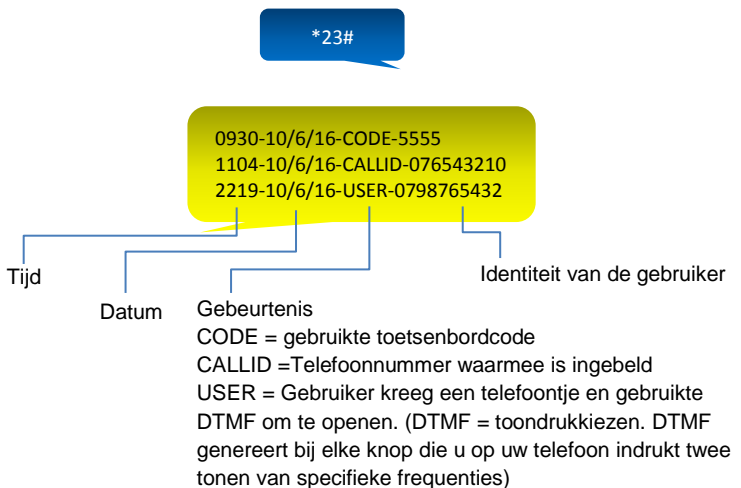 *23#
0930-10/6/16-CODE-5555
1104-10/6/16-CALLID-076543210
2219-10/6/16-USER-0798765432
Tijd
Datum
Gebeurtenis
Identiteit van de gebruiker
CODE = gebruikte toetsenbordcode
CALLID =Telefoonnummer waarmee is ingebeld
USER = Gebruiker kreeg een telefoontje en gebruikte
DTMF om te openen. (DTMF = toondrukkiezen. DTMF
genereert bij elke knop die u op uw telefoon indrukt twee
tonen van specifieke frequenties)